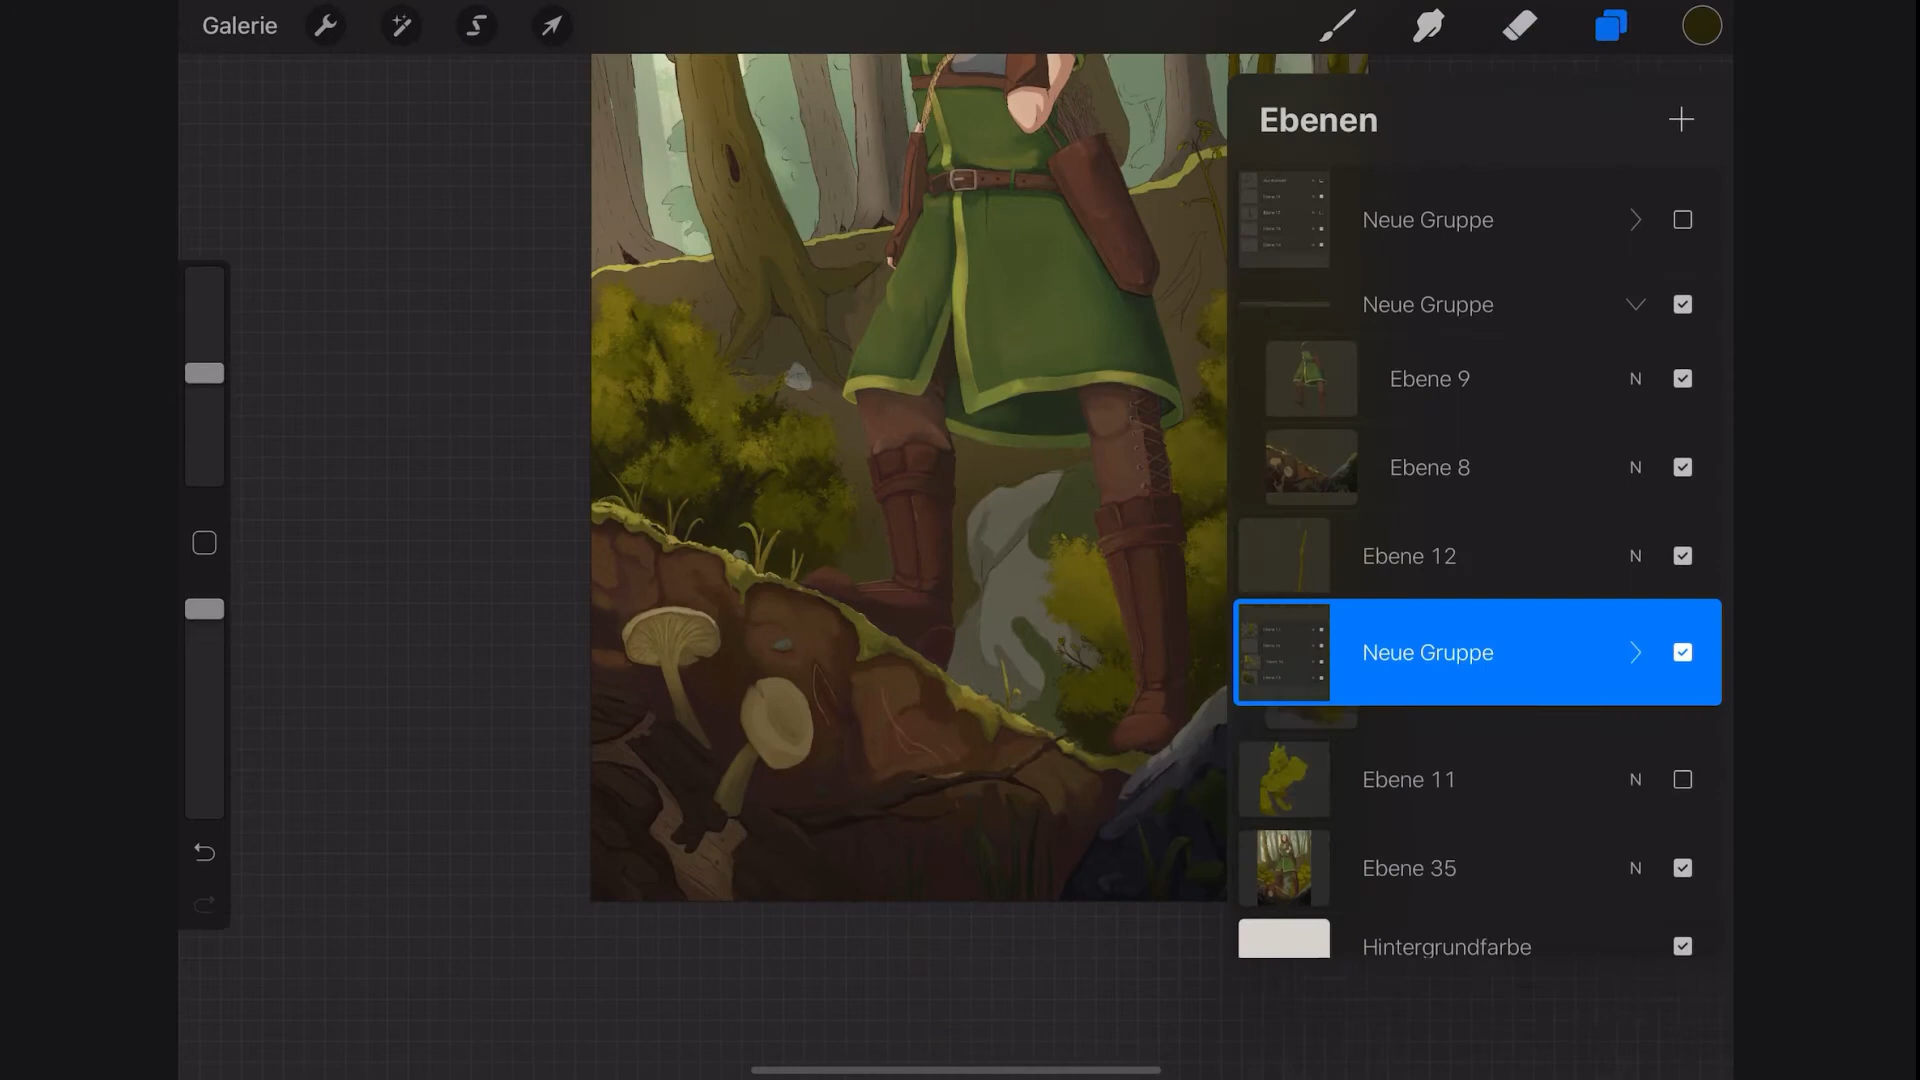 Galerie
Ebenen
Neue Gruppe
Neue Gruppe
Ebene 9 N
Ebene 8 N
Ebene 12 N
Neue Gruppe
Ebene 11 N
Ebene 35 N
Hintergrundfarbe